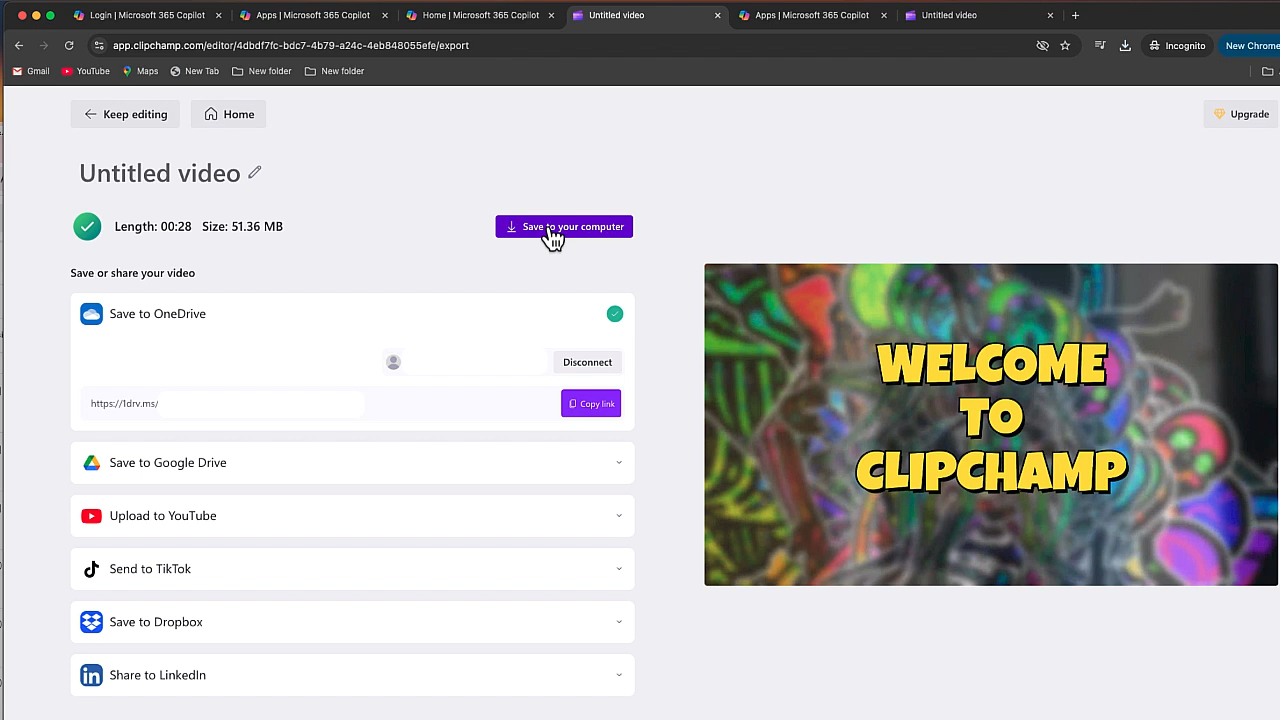 Login | Microsoft 365 Copilot
Apps | Microsoft 365 Copilot
Home | Microsoft 365 Copilot
Untitled video
Apps | Microsoft 365 Copilot
Untitled video
app.clipchamp.com/editor/4dbdf7fc-bdc7-4b79-a24c-4eb848055efe/export
Incognito
New Chrome
Gmail
YouTube
Maps
New Tab
New folder
New folder
Keep editing
Home
Upgrade
Untitled video
Length: 00:28 Size: 51.36 MB
Save to your computer
Save or share your video
Save to OneDrive
Disconnect
https://1drv.ms/
Copy link
Save to Google Drive
Upload to YouTube
Send to TikTok
Save to Dropbox
Share to LinkedIn
WELCOME
TO
CLIPCHAMP